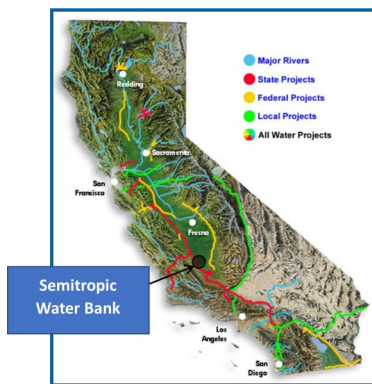 Major Rivers
State Projects
Federal Projects
Local Projects
All Water Projects
Redding
Sacramento
San
Francisco
Fresno
Semitropic
Water Bank
Los
Angeles
San
Diego